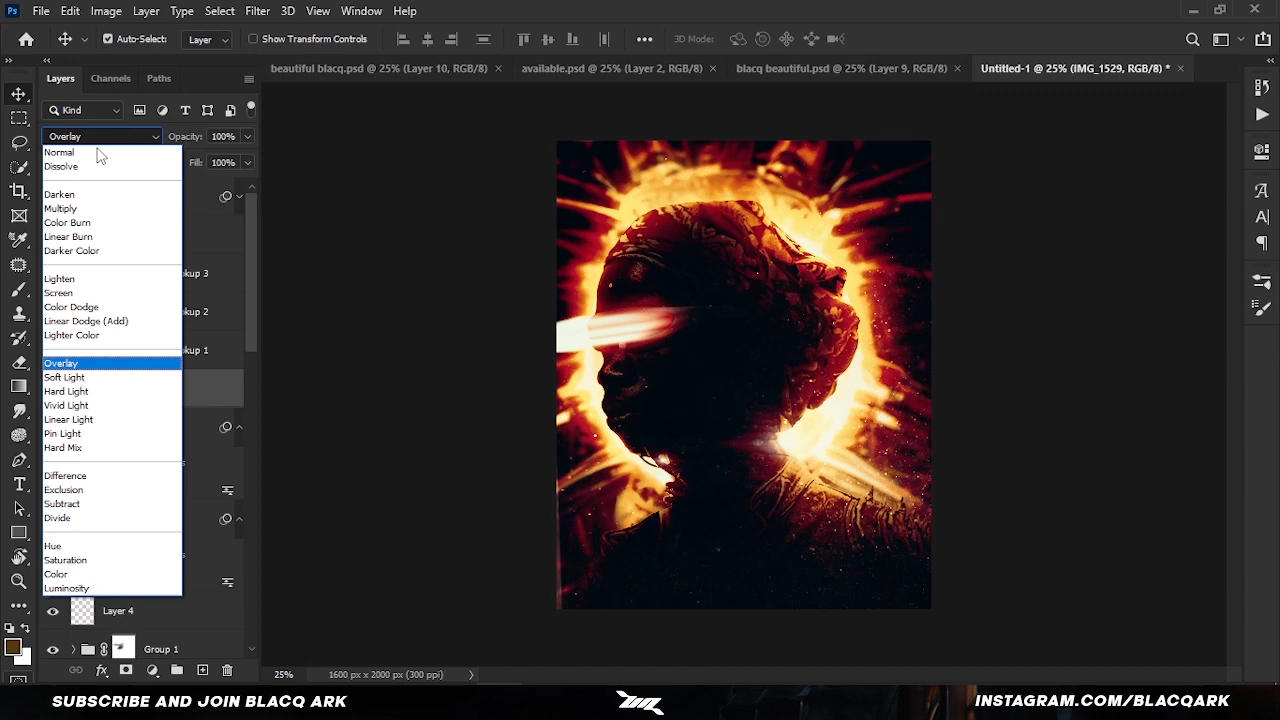 Ps File Edit Image Layer Type Select Filter 3D View Window Help
Auto-Select: Layer Show Transform Controls 3D Mode:
beautiful blacq.psd @ 25% (Layer 10, RGB/8) × available.psd @ 25% (Layer 2, RGB/8) × blacq beautiful.psd @ 25% (Layer 9, RGB/8) × Untitled-1 @ 25% (IMG_1529, RGB/8) * ×
Layers Channels Paths
Kind
Overlay Opacity: 100%
Fill: 100%
Normal
Dissolve
Darken
Multiply
Color Burn
Linear Burn
Darker Color
Lighten
Screen
Color Dodge
Linear Dodge (Add)
Lighter Color
Overlay
Soft Light
Hard Light
Vivid Light
Linear Light
Pin Light
Hard Mix
Difference
Exclusion
Subtract
Divide
Hue
Saturation
Color
Luminosity
okup 3
okup 2
okup 1
Layer 4
Group 1
25% 1600 px x 2000 px (300 ppi)
SUBSCRIBE AND JOIN BLACQ ARK
INSTAGRAM.COM/BLACQARK